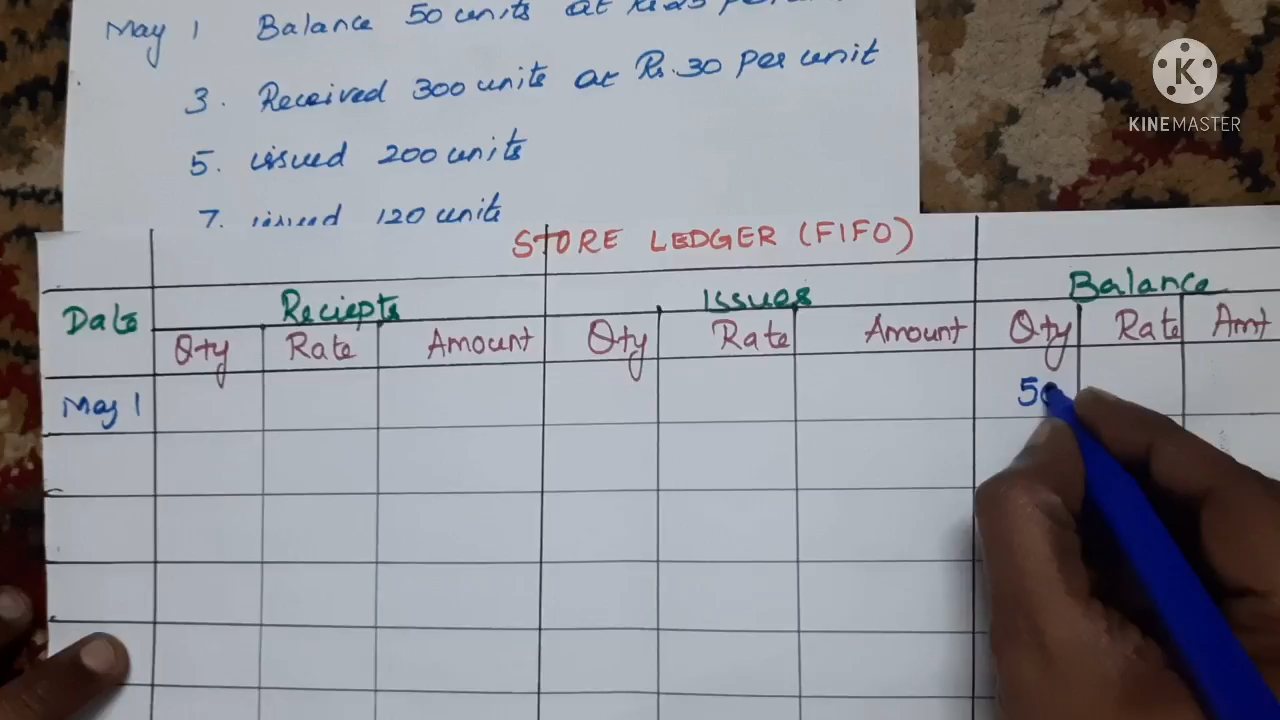 May 1 Balance 50 units at
3. Received 300 units at Rs. 30 per unit
5. issued 200 units
7. issued 120 units
KINEMASTER
STORE LEDGER (FIFO)
Date Reciepts Issues Balance
Qty Rate Amount Qty Rate Amount Qty Rate Amt
May 1 50